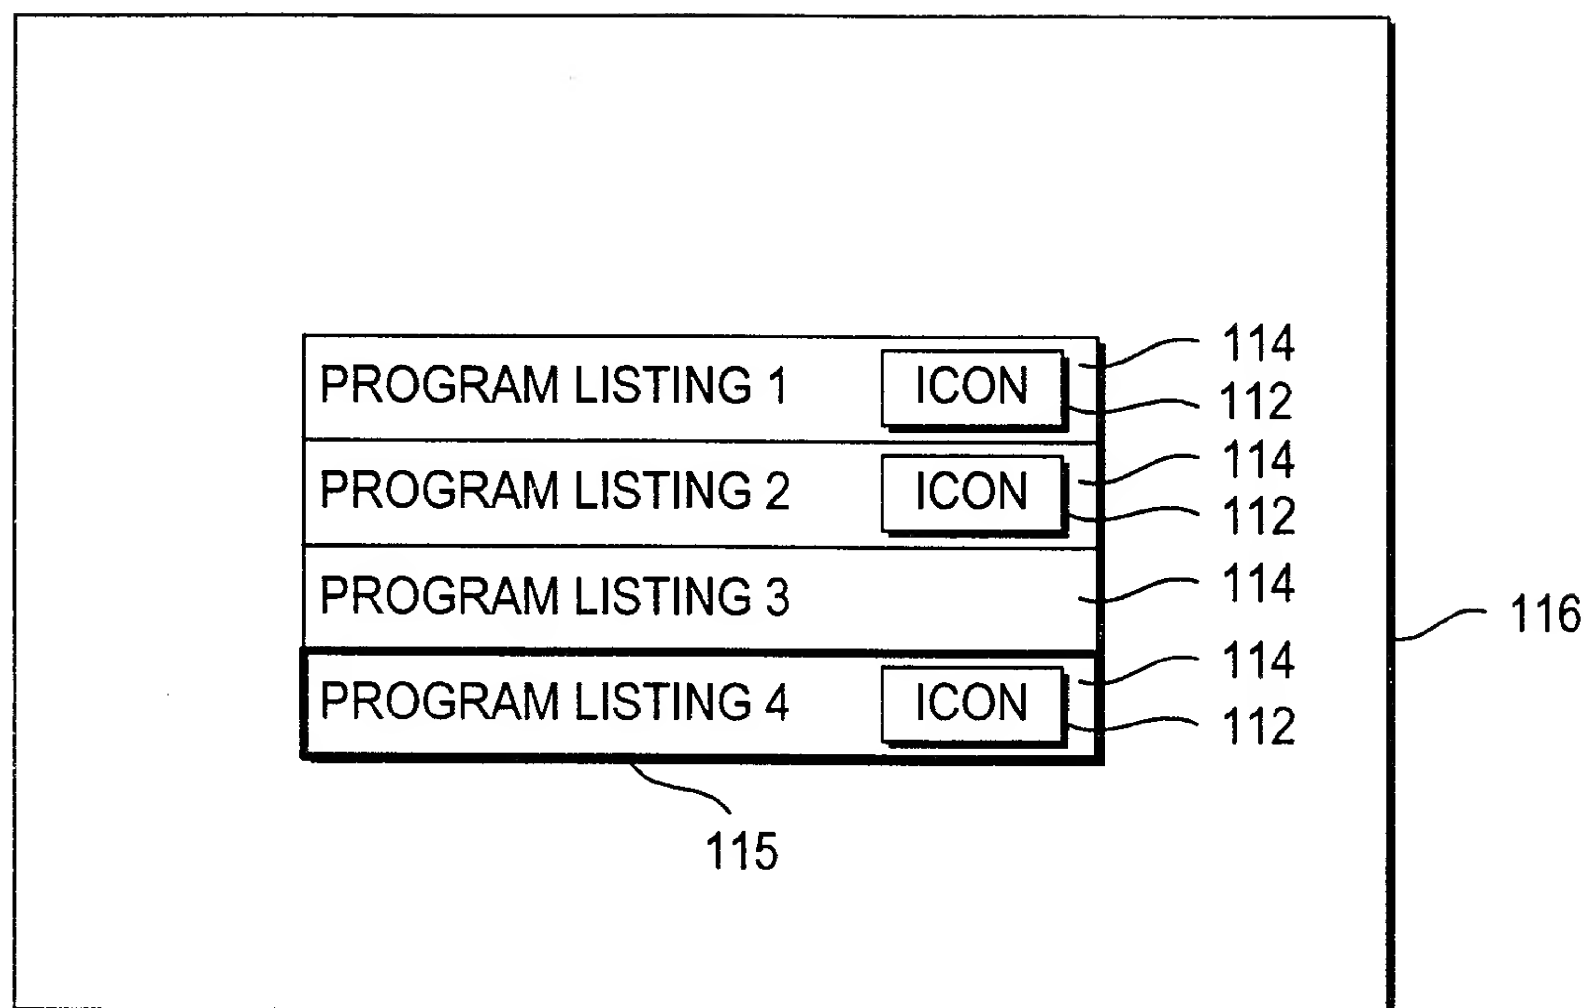 PROGRAM LISTING 1 ICON 114
112
PROGRAM LISTING 2 ICON 114
112
PROGRAM LISTING 3 114
116
PROGRAM LISTING 4 ICON 114
112
115